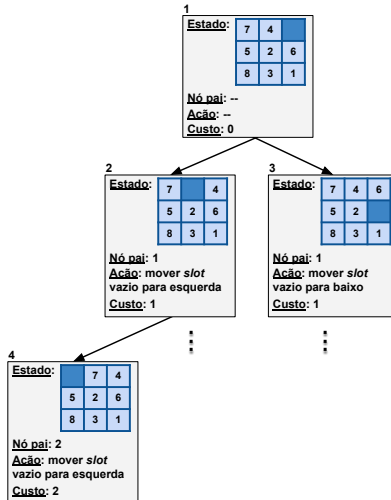 1
Estado:
7 4
5 2 6
8 3 1
Nó pai: --
Ação: --
Custo: 0
2
Estado:
7 4
5 2 6
8 3 1
Nó pai: 1
Ação: mover slot
vazio para esquerda
Custo: 1
3
Estado:
7 4 6
5 2
8 3 1
Nó pai: 1
Ação: mover slot
vazio para baixo
Custo: 1
4
Estado:
7 4
5 2 6
8 3 1
Nó pai: 2
Ação: mover slot
vazio para esquerda
Custo: 2